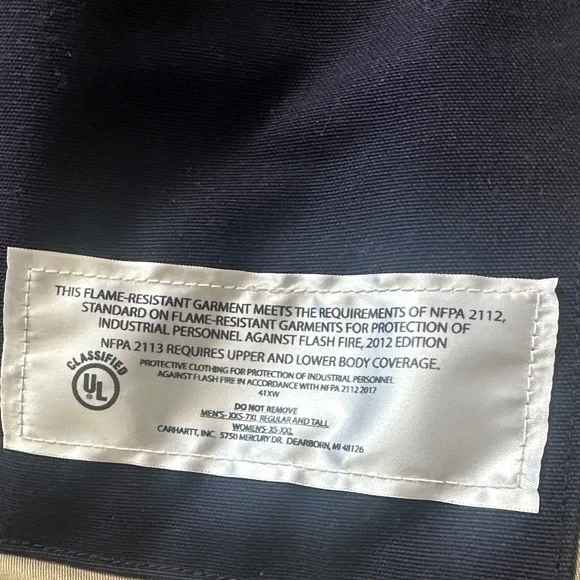 THIS FLAME-RESISTANT GARMENT MEETS THE REQUIREMENTS OF NFPA 2112,
STANDARD ON FLAME-RESISTANT GARMENTS FOR PROTECTION OF
INDUSTRIAL PERSONNEL AGAINST FLASH FIRE, 2012 EDITION
NFPA 2113 REQUIRES UPPER AND LOWER BODY COVERAGE.
CLASSIFIED
UL
PROTECTIVE CLOTHING FOR PROTECTION OF INDUSTRIAL PERSONNEL
AGAINST FLASH FIRE IN ACCORDANCE WITH NFPA 2112 2017
41XW
DO NOT REMOVE
MEN'S-XXS-7XL REGULAR AND TALL
WOMEN'S-XS-XXL
CARHARTT, INC. 5750 MERCURY DR. DEARBORN, MI 48126